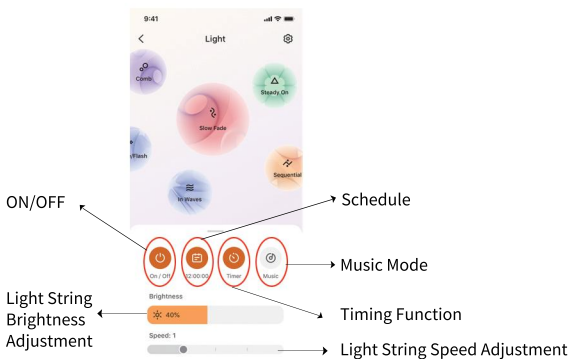 9:41
Light
Comb
Steady On
Slow Fade
/Flash
Sequential
In Waves
ON/OFF
Schedule
On / Off
12:00:00
Timer
Music
Music Mode
Brightness
Light String
Brightness
Adjustment
40%
Timing Function
Speed: 1
Light String Speed Adjustment